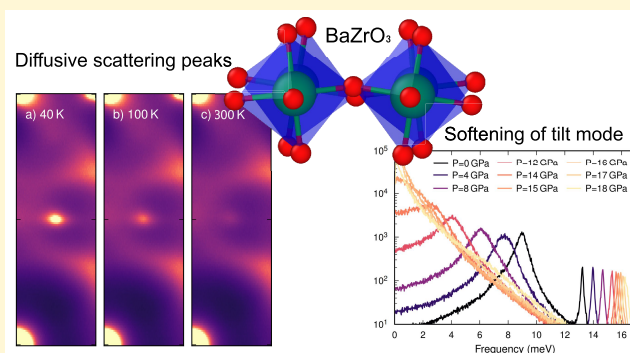 BaZrO₃
Diffusive scattering peaks
a) 40 K
b) 100 K
c) 300 K
Softening of tilt mode
P=0 GPa P=12 GPa P=16 GPa
P=4 GPa P=14 GPa P=17 GPa
P=8 GPa P=15 GPa P=18 GPa
10⁵
10⁴
10³
10²
10¹
0 2 4 6 8 10 12 14 16
Frequency (meV)